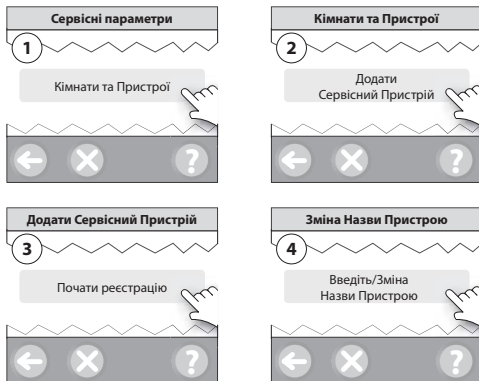 Сервісні параметри
1
Кімнати та Пристрої
?
Кімнати та Пристрої
2
Додати
Сервісний Пристрій
?
Додати Сервісний Пристрій
3
Почати реєстрацію
?
Зміна Назви Пристрою
4
Введіть/Зміна
Назви Пристрою
?